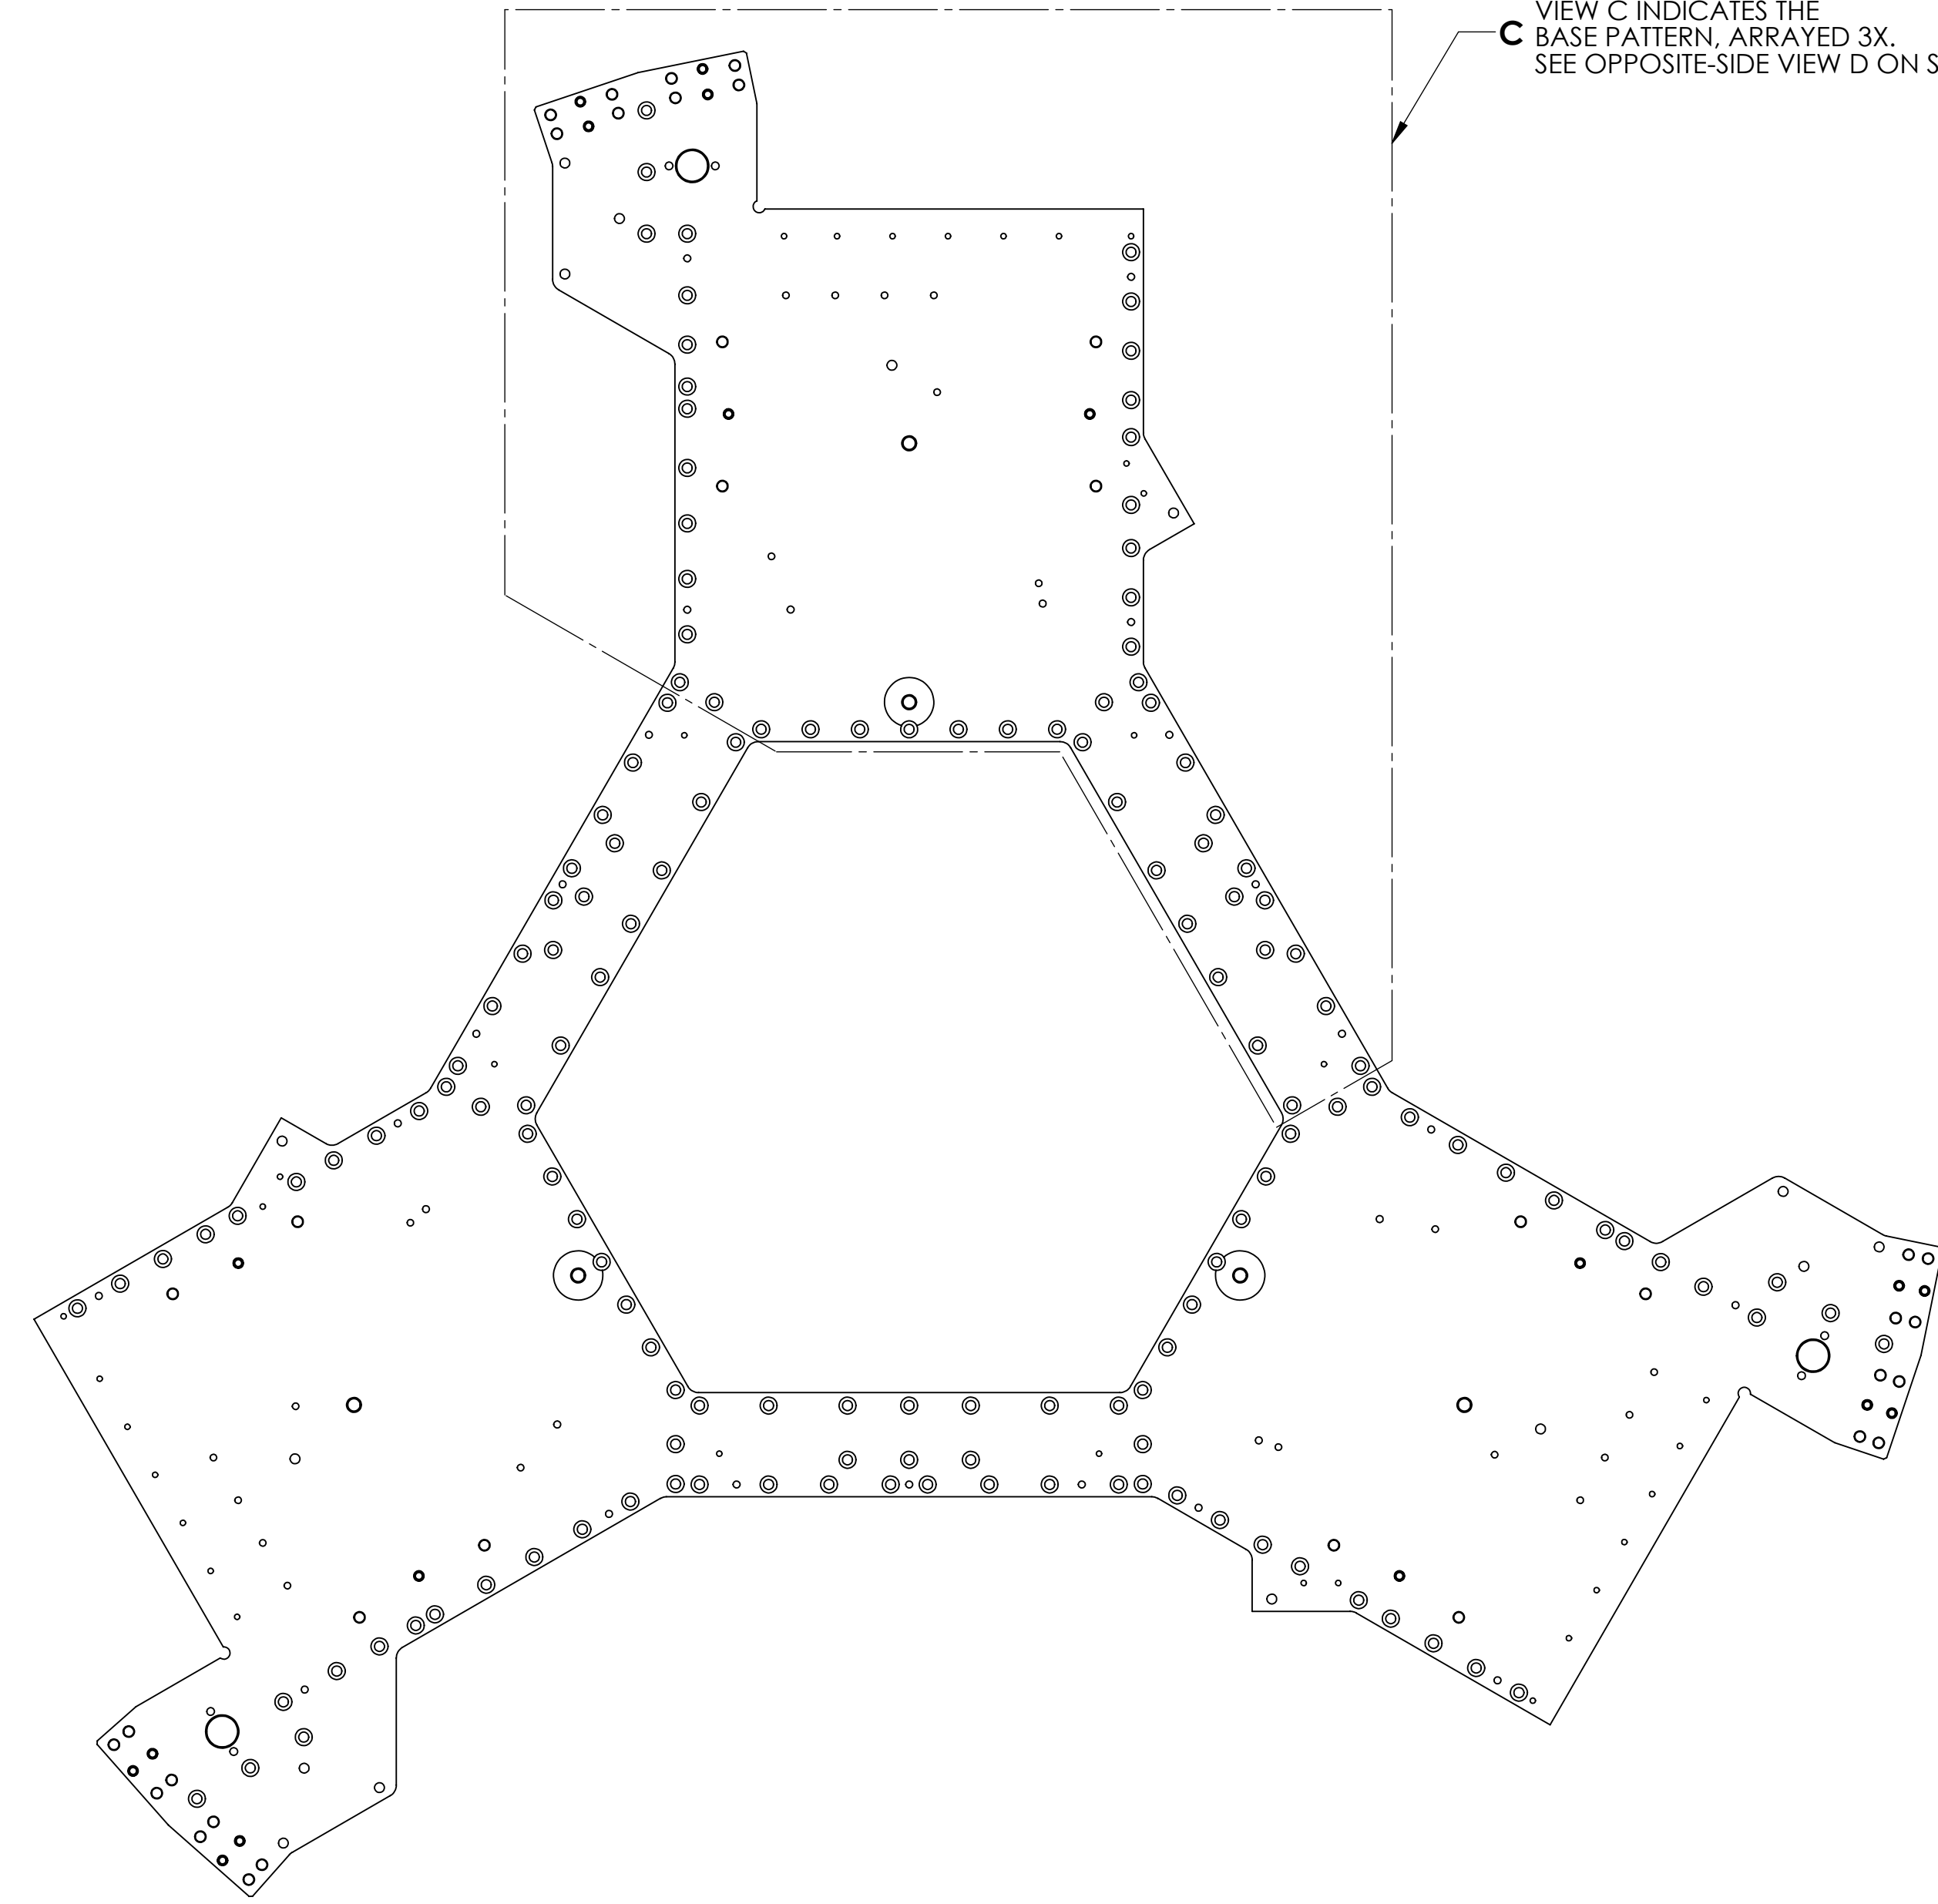 VIEW C INDICATES THE
C BASE PATTERN, ARRAYED 3X.
SEE OPPOSITE-SIDE VIEW D ON S